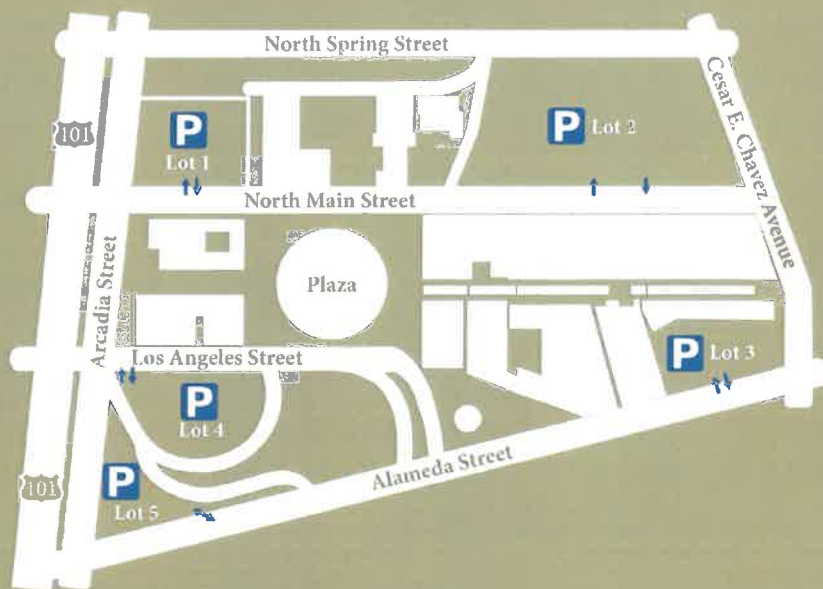 North Spring Street
Cesar E. Chavez Avenue
101
P
Lot 1
P Lot 2
North Main Street
Arcadia Street
Plaza
Los Angeles Street
P Lot 3
P
Lot 4
101
P
Lot 5
Alameda Street